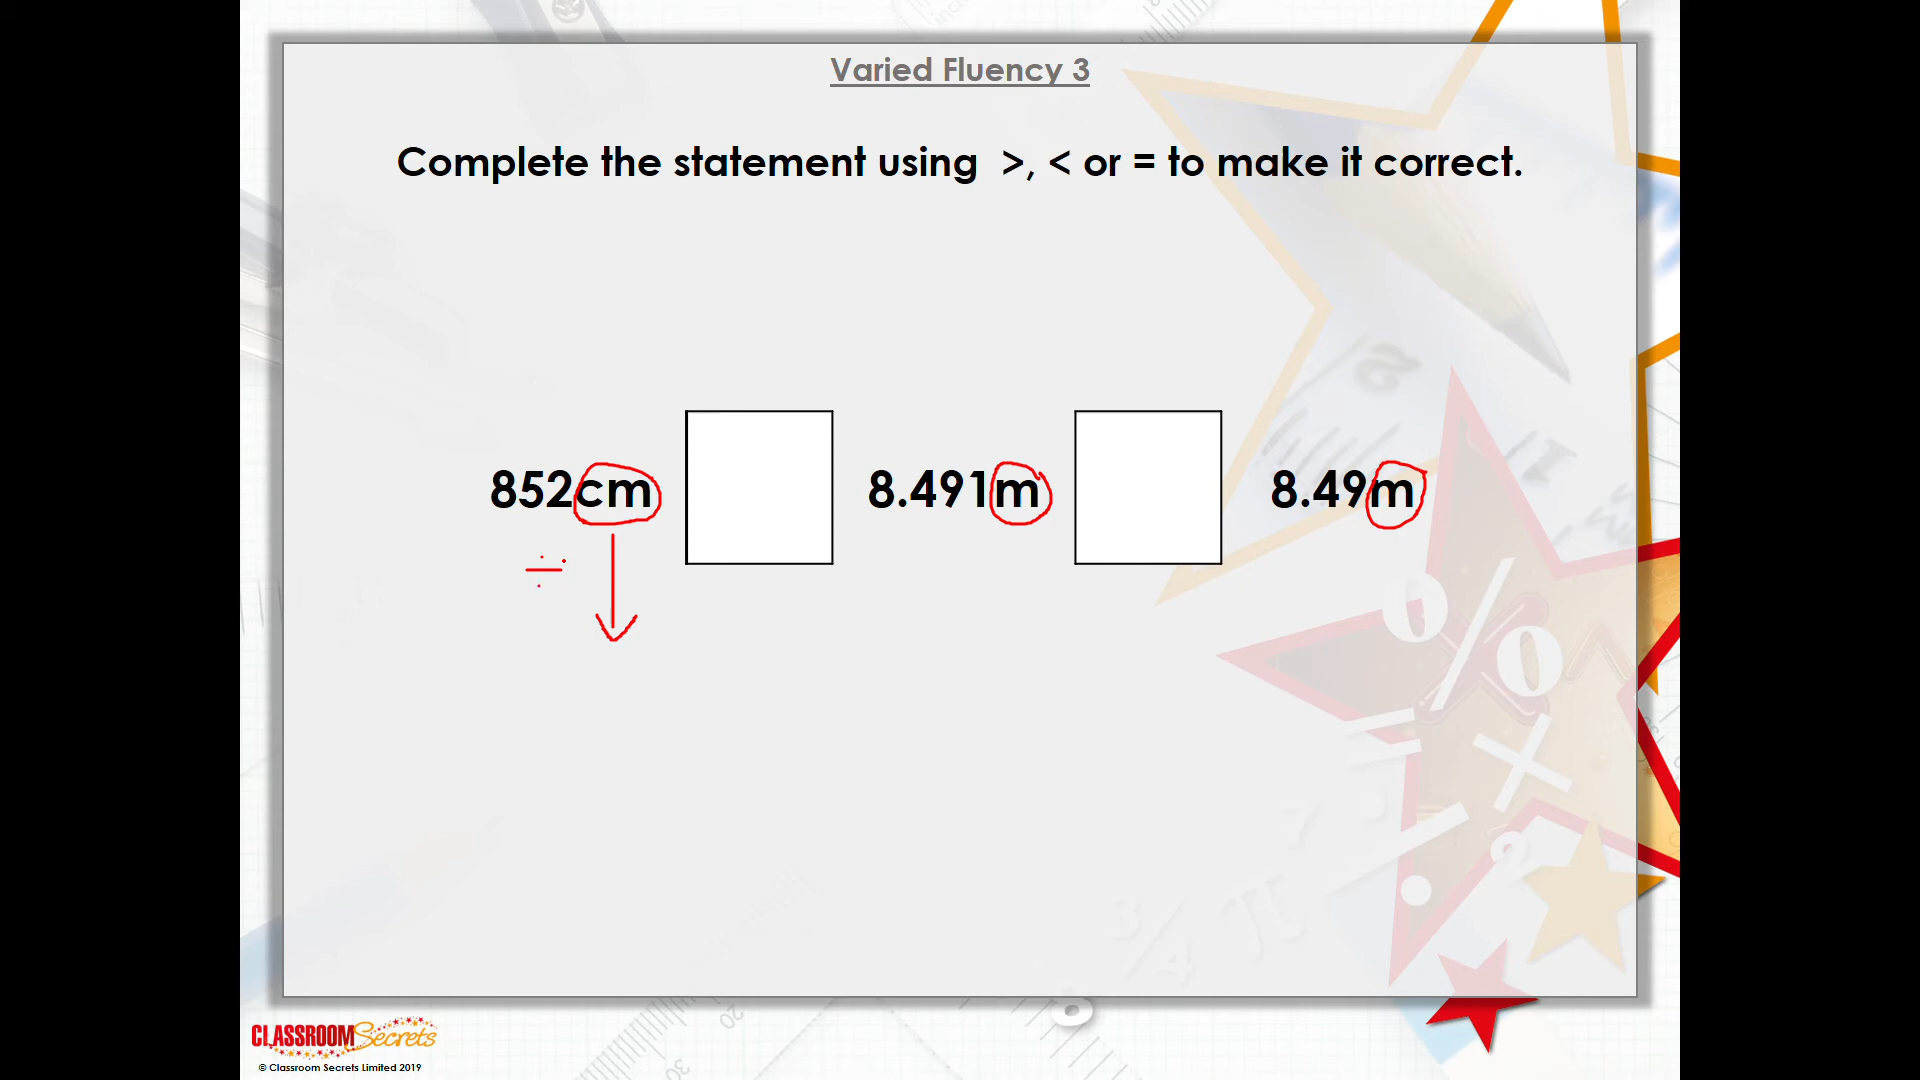 Varied Fluency 3
Complete the statement using >, < or = to make it correct.
852cm 8.491m 8.49m
÷
CLASSROOM Secrets
© Classroom Secrets Limited 2019